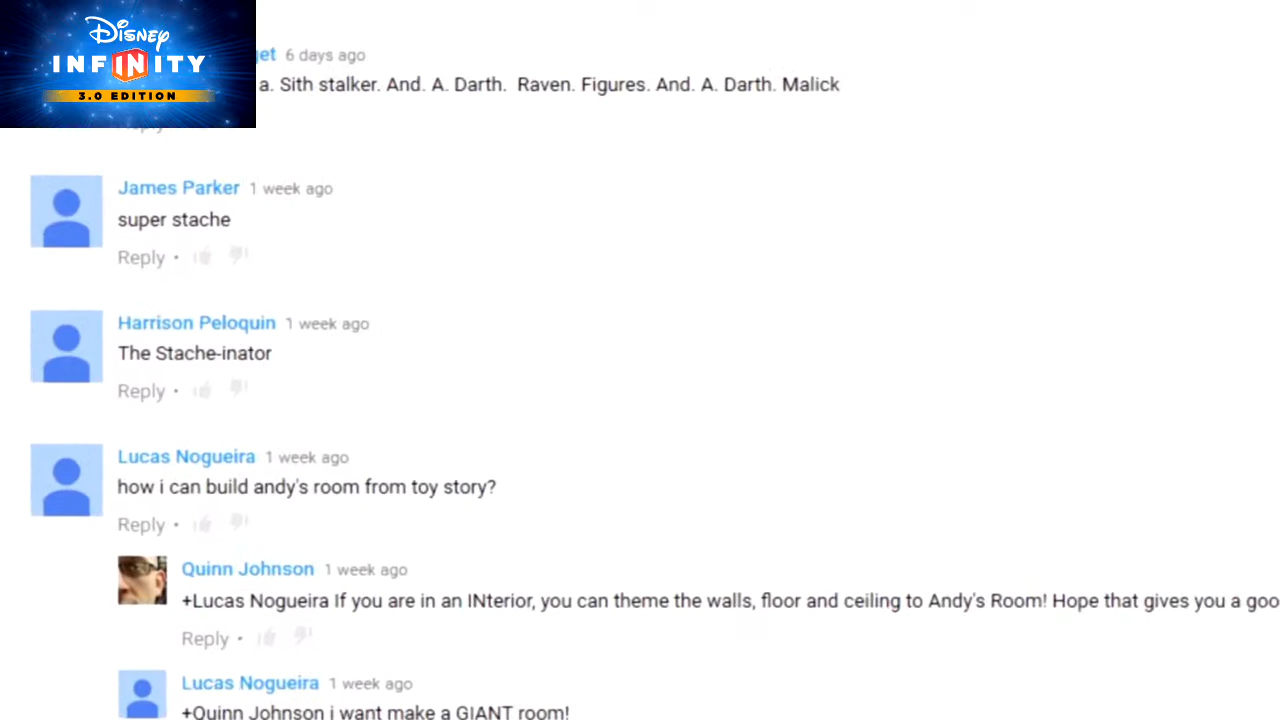 Disney
INFINITY
3.0 EDITION
get 6 days ago
a. Sith stalker. And. A. Darth. Raven. Figures. And. A. Darth. Malick
Reply
James Parker 1 week ago
super stache
Reply •
Harrison Peloquin 1 week ago
The Stache-inator
Reply •
Lucas Nogueira 1 week ago
how i can build andy's room from toy story?
Reply •
Quinn Johnson 1 week ago
+Lucas Nogueira If you are in an INterior, you can theme the walls, floor and ceiling to Andy's Room! Hope that gives you a goo
Reply •
Lucas Nogueira 1 week ago
+Quinn Johnson i want make a GIANT room!